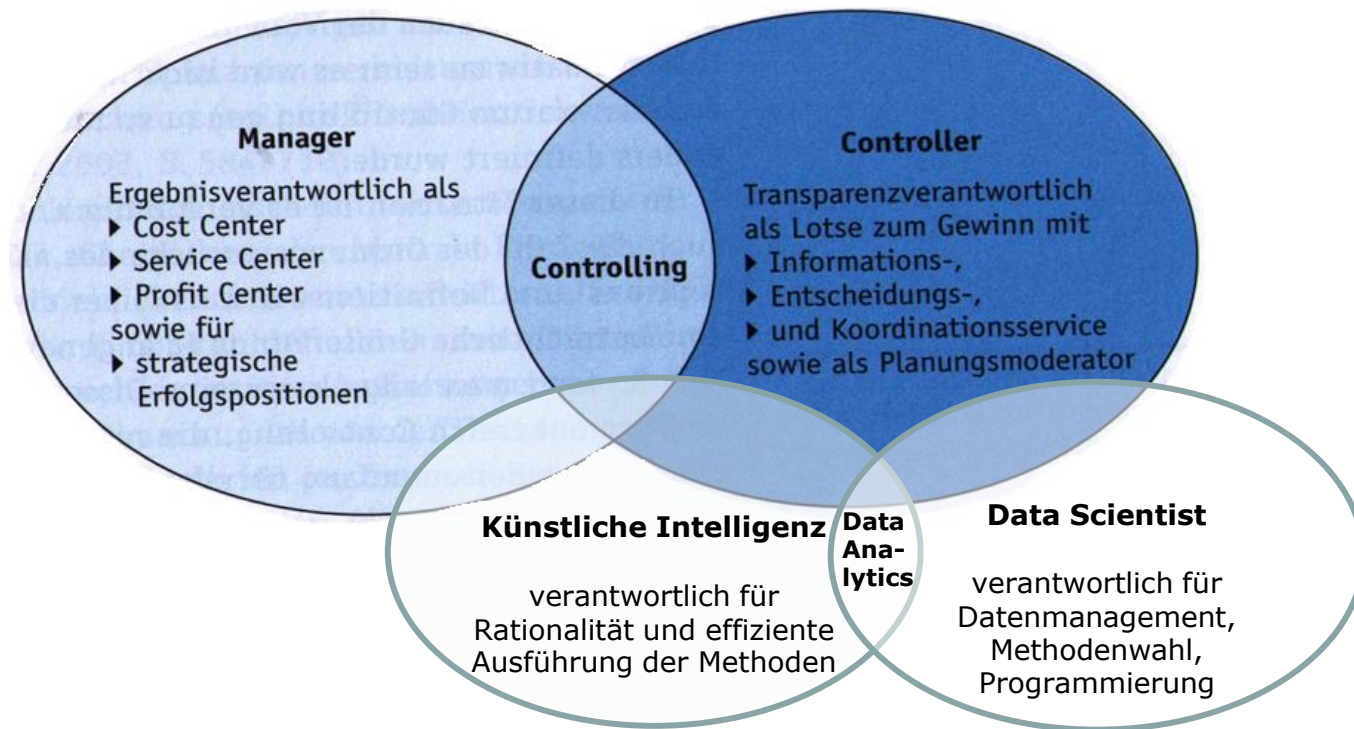 Manager
Ergebnisverantwortlich als
▶ Cost Center
▶ Service Center
▶ Profit Center
sowie für
▶ strategische
Erfolgspositionen
Controlling
Controller
Transparenzverantwortlich
als Lotse zum Gewinn mit
▶ Informations-,
▶ Entscheidungs-,
▶ und Koordinationsservice
sowie als Planungsmoderator
Künstliche Intelligenz
verantwortlich für
Rationalität und effiziente
Ausführung der Methoden
Data
Ana-
lytics
Data Scientist
verantwortlich für
Datenmanagement,
Methodenwahl,
Programmierung